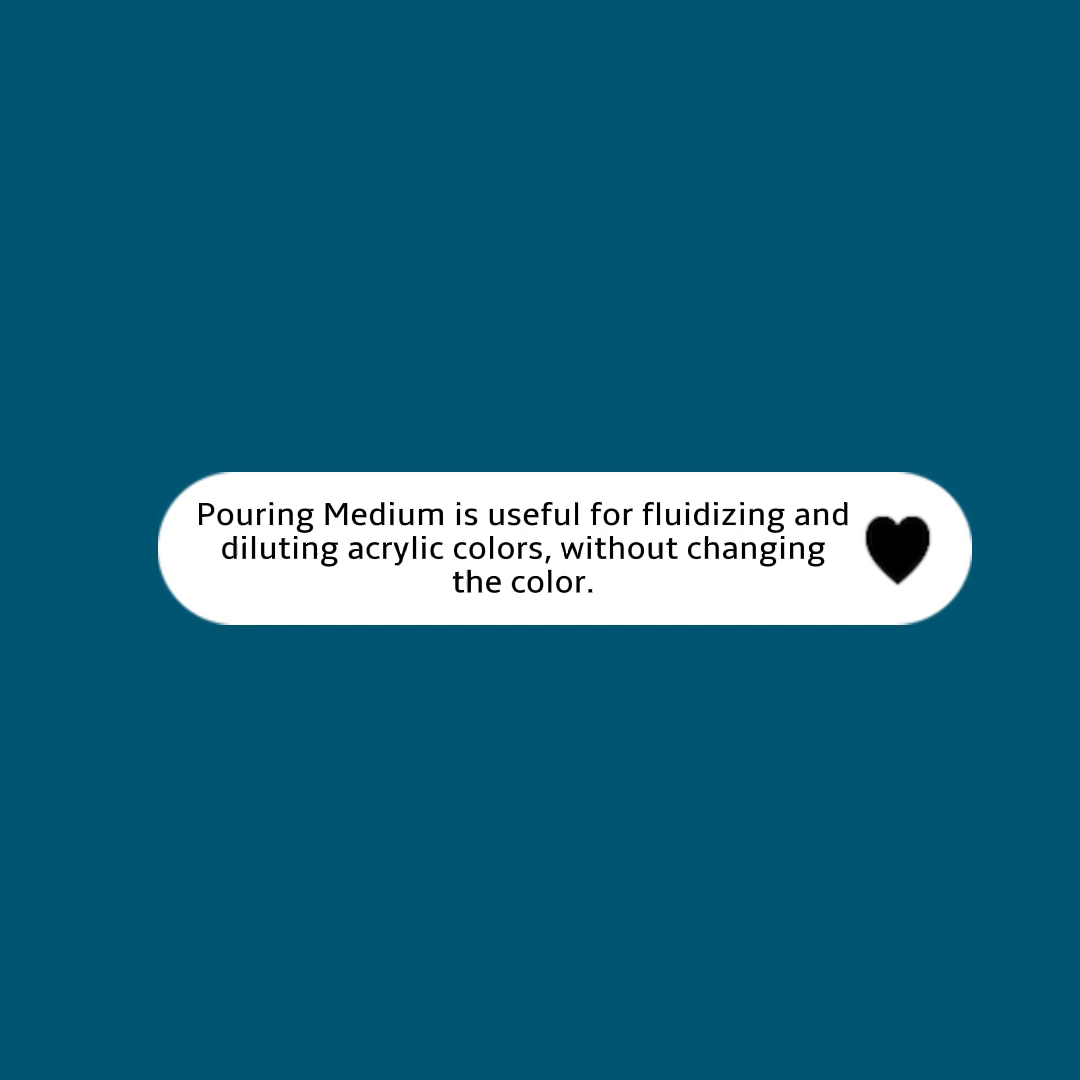 Pouring Medium is useful for fluidizing and
diluting acrylic colors, without changing
the color.